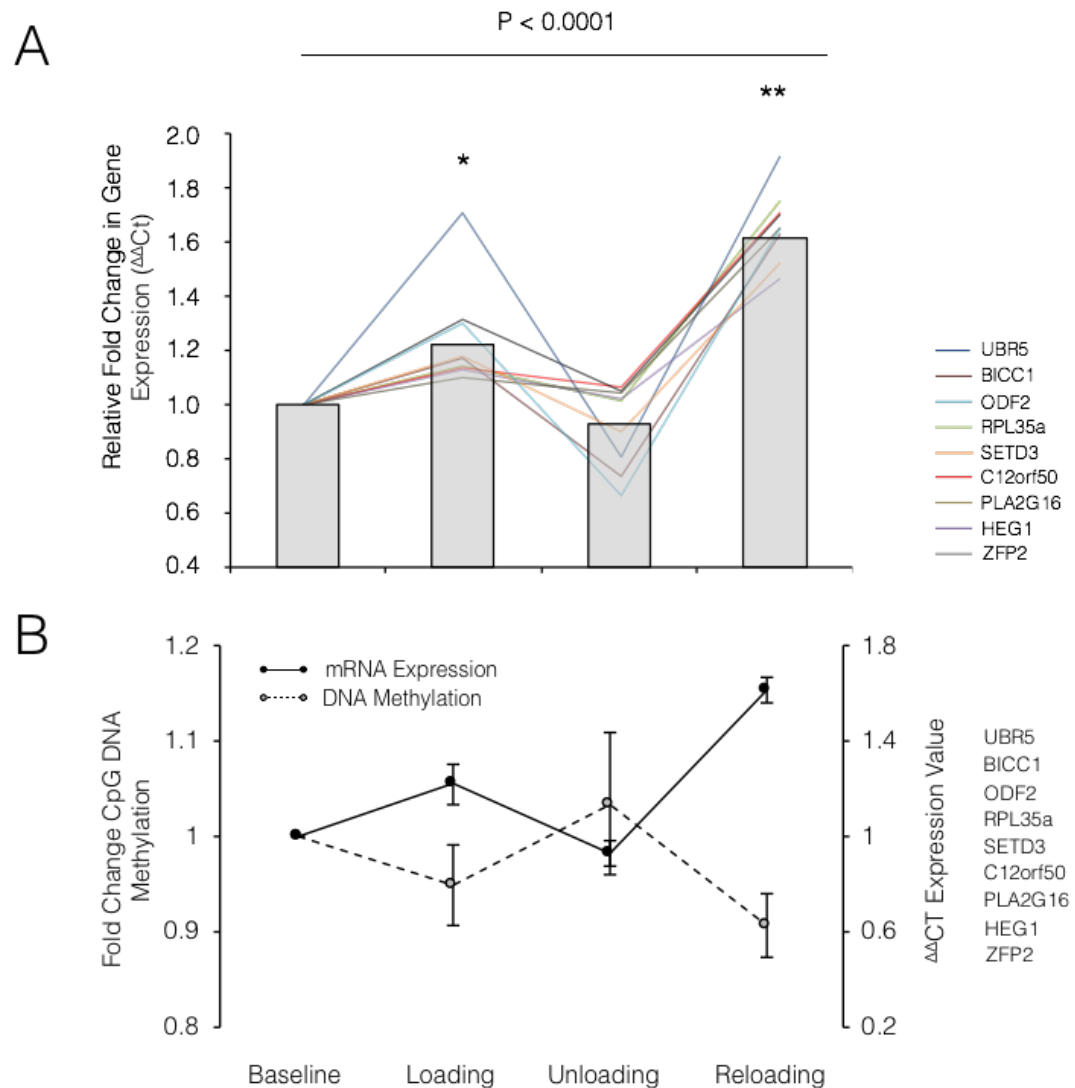 A
P < 0.0001
**
*
Relative Fold Change in Gene
Expression (ΔΔCt)
2.0
1.8
1.6
1.4
1.2
1.0
0.8
0.6
0.4
UBR5
BICC1
ODF2
RPL35a
SETD3
C12orf50
PLA2G16
HEG1
ZFP2
B
Fold Change CpG DNA
Methylation
1.2
1.1
1
0.9
0.8
mRNA Expression
DNA Methylation
1.8
1.4
1
0.6
0.2
ΔΔCT Expression Value
UBR5
BICC1
ODF2
RPL35a
SETD3
C12orf50
PLA2G16
HEG1
ZFP2
Baseline Loading Unloading Reloading